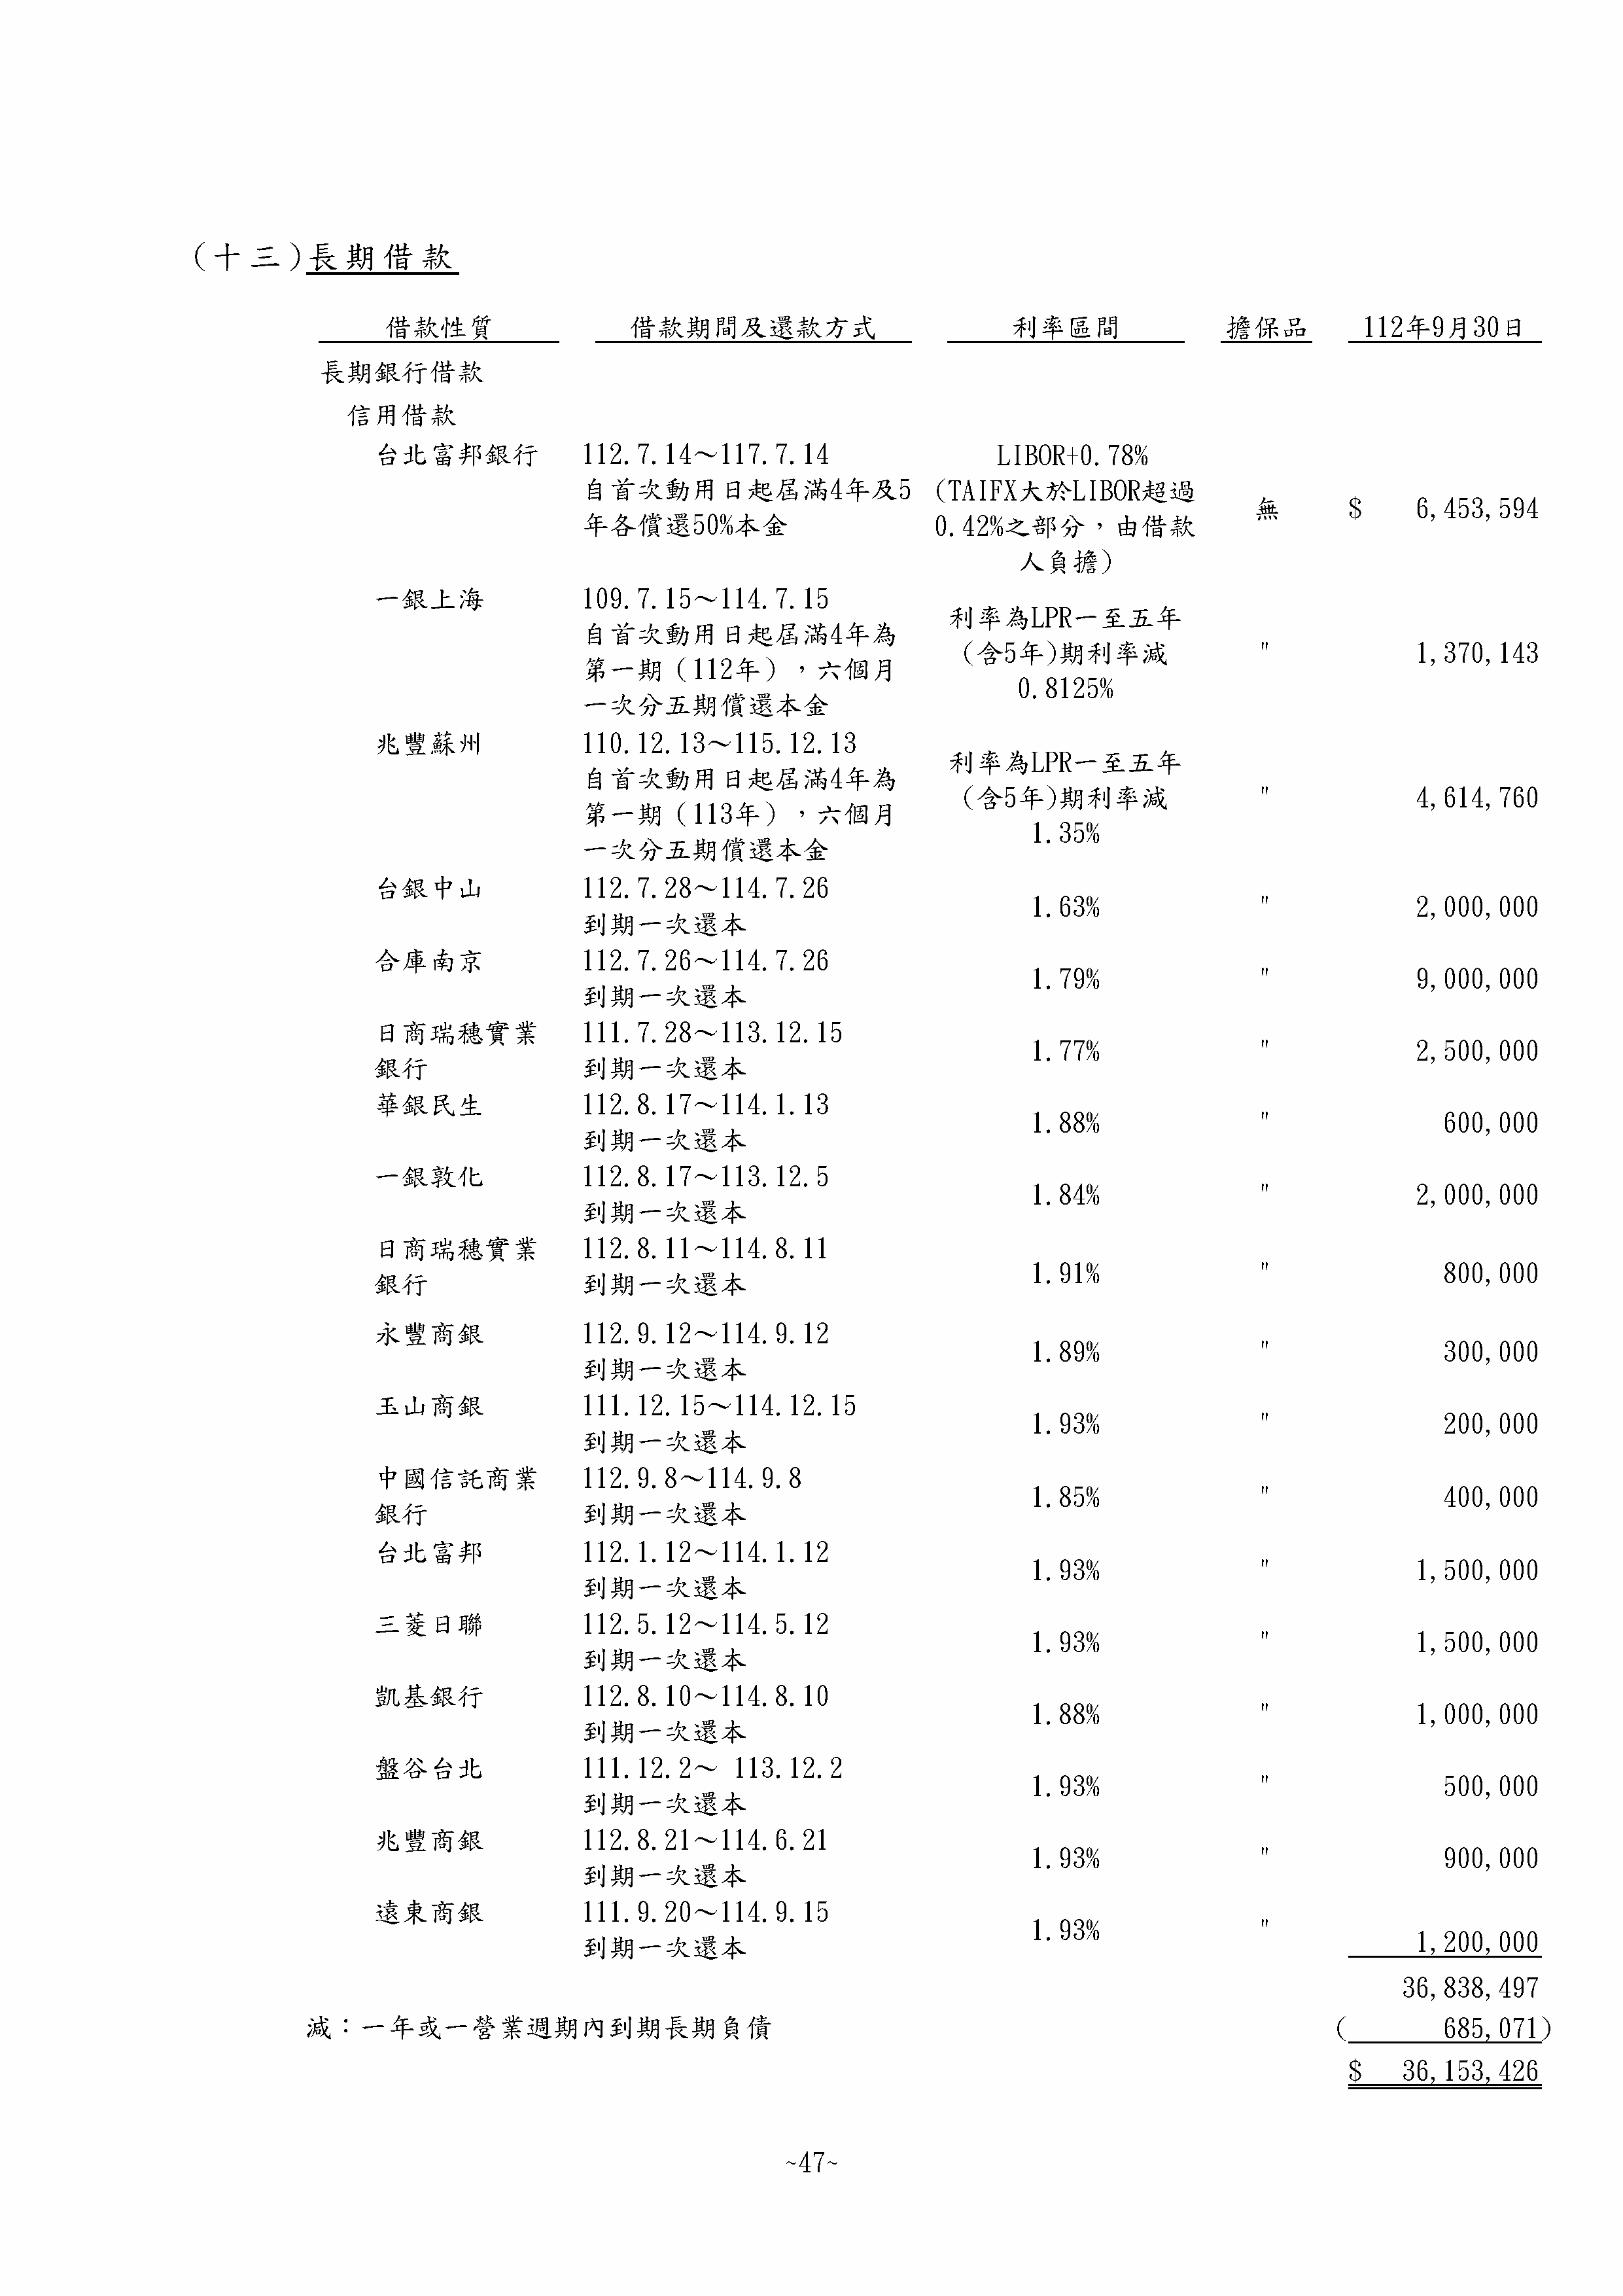 (十三)長期借款
借款性質 借款期間及還款方式 利率區間 擔保品 112年9月30日
長期銀行借款
信用借款
台北富邦銀行 112.7.14～117.7.14 LIBOR+0.78%
自首次動用日起屆滿4年及5 (TAIFX大於LIBOR超過
無 $ 6,453,594
年各償還50%本金 0.42%之部分，由借款
人負擔)
一銀上海 109.7.15～114.7.15
利率為LPR一至五年
自首次動用日起屆滿4年為
(含5年)期利率減 " 1,370,143
第一期（112年），六個月
0.8125%
一次分五期償還本金
兆豐蘇州 110.12.13～115.12.13
利率為LPR一至五年
自首次動用日起屆滿4年為
(含5年)期利率減 " 4,614,760
第一期（113年），六個月
1.35%
一次分五期償還本金
台銀中山 112.7.28～114.7.26
1.63% " 2,000,000
到期一次還本
合庫南京 112.7.26～114.7.26
1.79% " 9,000,000
到期一次還本
日商瑞穗實業 111.7.28～113.12.15
1.77% " 2,500,000
銀行 到期一次還本
華銀民生 112.8.17～114.1.13
1.88% " 600,000
到期一次還本
一銀敦化 112.8.17～113.12.5
1.84% " 2,000,000
到期一次還本
日商瑞穗實業 112.8.11～114.8.11
1.91% " 800,000
銀行 到期一次還本
永豐商銀 112.9.12～114.9.12
1.89% " 300,000
到期一次還本
玉山商銀 111.12.15～114.12.15
1.93% " 200,000
到期一次還本
中國信託商業 112.9.8～114.9.8
1.85% " 400,000
銀行 到期一次還本
台北富邦 112.1.12～114.1.12
1.93% " 1,500,000
到期一次還本
三菱日聯 112.5.12～114.5.12
1.93% " 1,500,000
到期一次還本
凱基銀行 112.8.10～114.8.10
1.88% " 1,000,000
到期一次還本
盤谷台北 111.12.2～ 113.12.2
1.93% " 500,000
到期一次還本
兆豐商銀 112.8.21～114.6.21
1.93% " 900,000
到期一次還本
遠東商銀 111.9.20～114.9.15
1.93% " 1,200,000
到期一次還本
36,838,497
減：一年或一營業週期內到期長期負債 ( 685,071)
$ 36,153,426
~47~